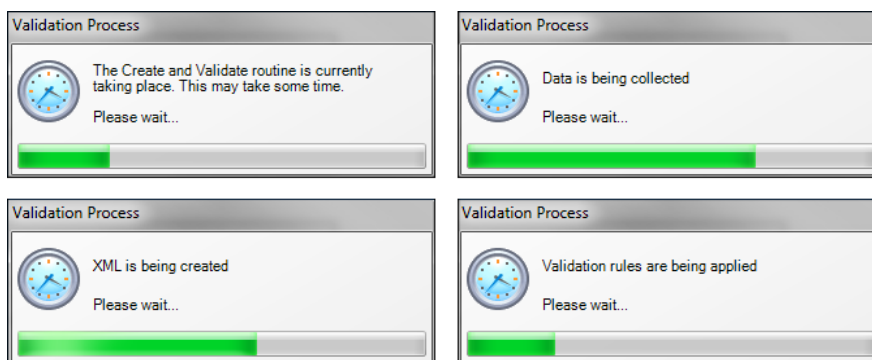 Validation Process
The Create and Validate routine is currently
taking place. This may take some time.
Please wait...
Validation Process
Data is being collected
Please wait...
Validation Process
XML is being created
Please wait...
Validation Process
Validation rules are being applied
Please wait...